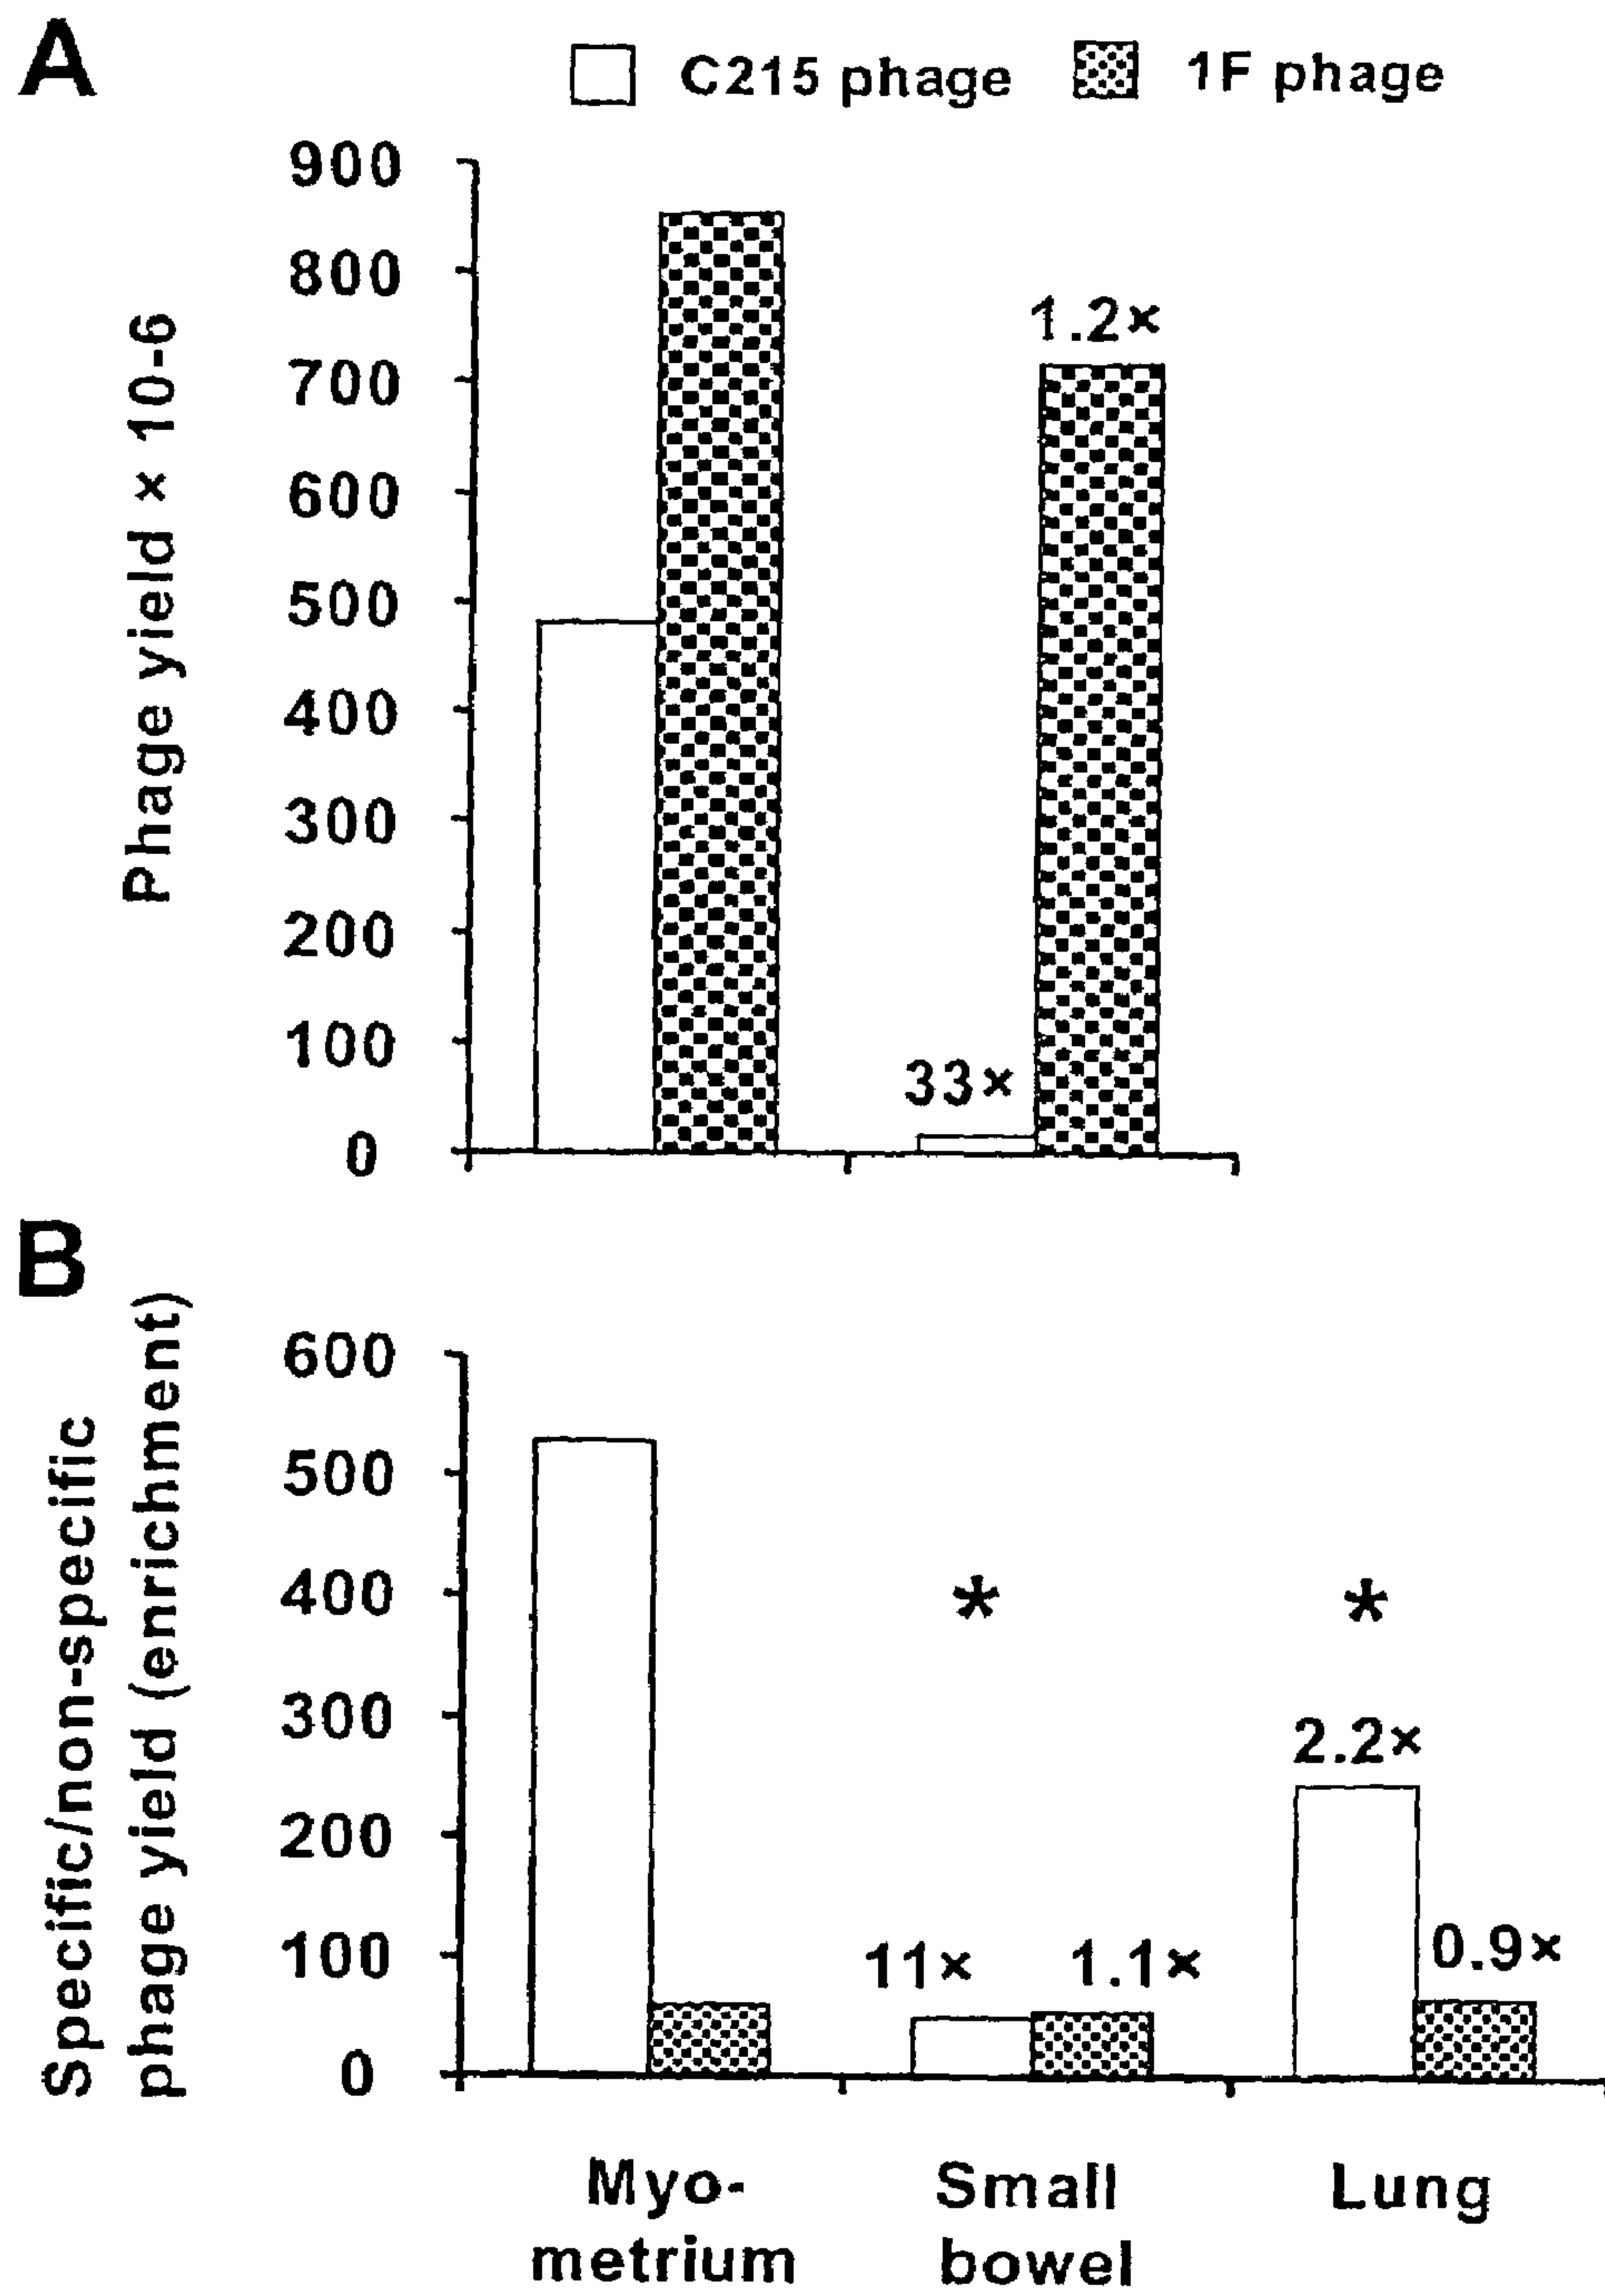 A
C215 phage 1F phage
900
800
700
600
500
400
300
200
100
0
Phage yield × 10-6
1.2×
33×
B
600
500
400
300
200
100
0
Specific/non-specific
phage yield (enrichment)
*
*
2.2×
11×
1.1×
0.9×
Myo-
metrium
Small
bowel
Lung